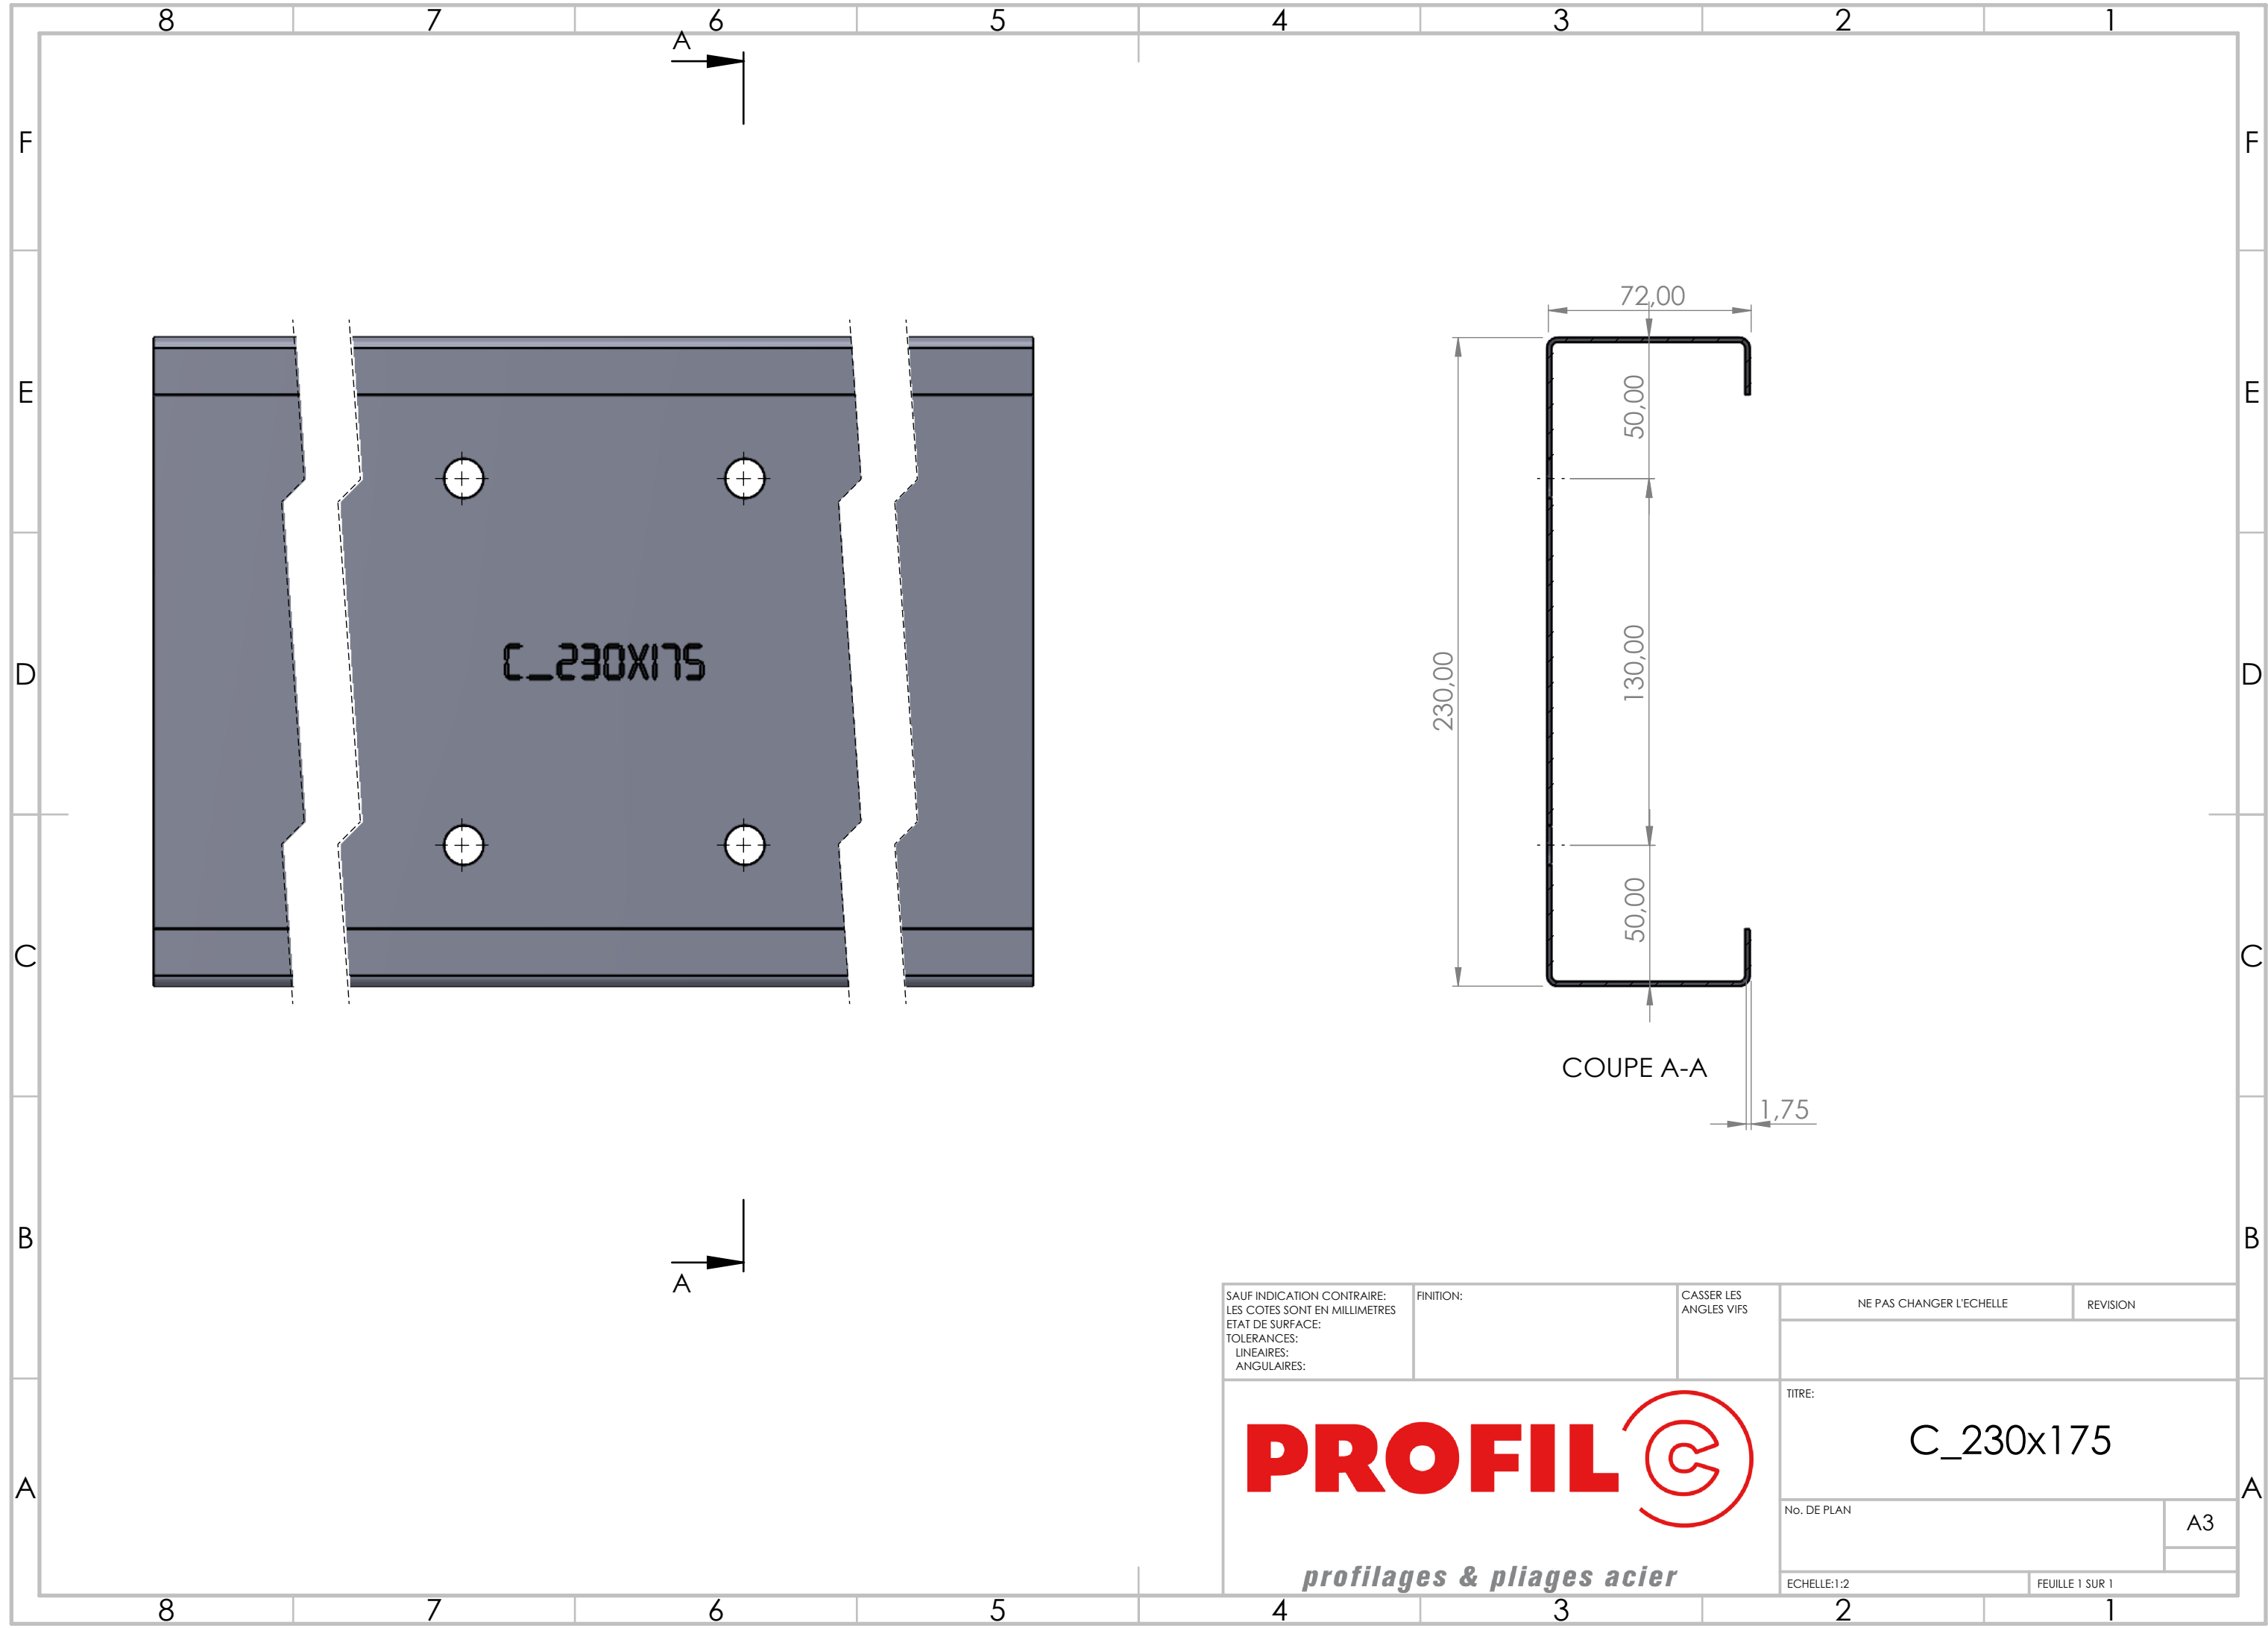 8 7 6 5 4 3 2 1
A
F F
72,00
E E
50,00
C_230X175
D D
130,00
230,00
50,00
C C
COUPE A-A
1,75
B B
A
SAUF INDICATION CONTRAIRE:
LES COTES SONT EN MILLIMETRES
ETAT DE SURFACE:
TOLERANCES:
LINEAIRES:
ANGULAIRES:
FINITION:
CASSER LES
ANGLES VIFS
NE PAS CHANGER L'ECHELLE
REVISION
PROFIL C
profilages & pliages acier
TITRE:
C_230x175
A A
No. DE PLAN
A3
ECHELLE:1:2
FEUILLE 1 SUR 1
8 7 6 5 4 3 2 1